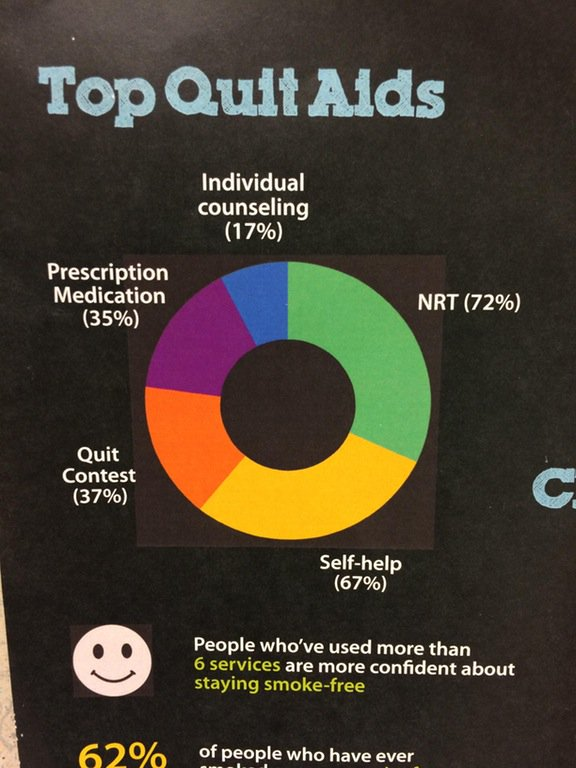 Top Quit Aids
Individual
counseling
(17%)
Prescription
Medication
(35%)
NRT (72%)
Quit
Contest
(37%)
Self-help
(67%)
People who've used more than
6 services are more confident about
staying smoke-free
62%
of people who have ever